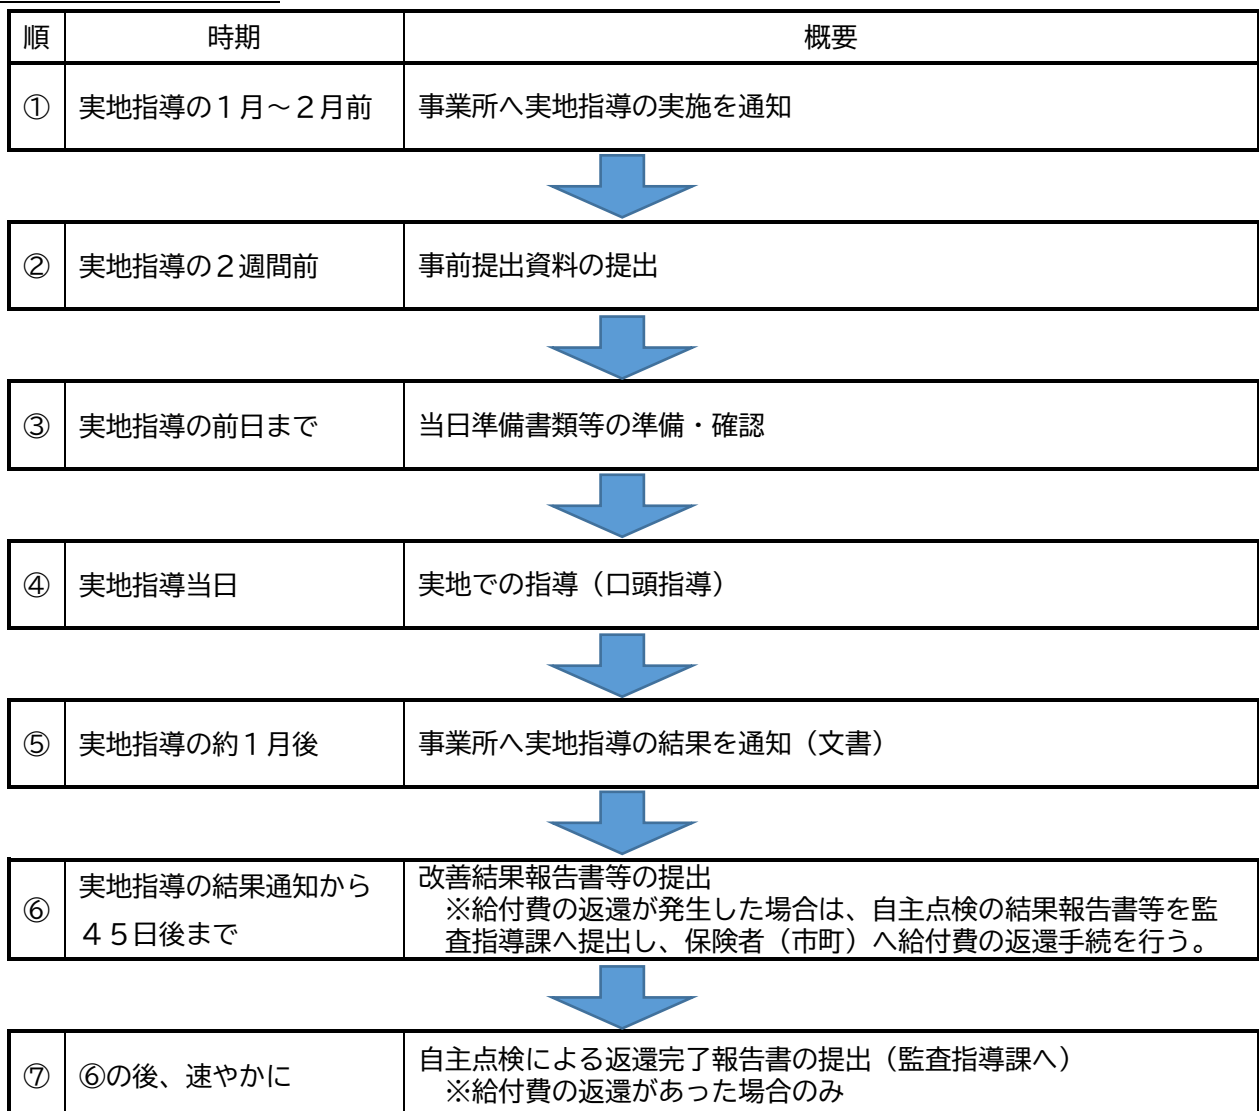 順 時期 概要
① 実地指導の１月～２月前 事業所へ実地指導の実施を通知
② 実地指導の２週間前 事前提出資料の提出
③ 実地指導の前日まで 当日準備書類等の準備・確認
④ 実地指導当日 実地での指導（口頭指導）
⑤ 実地指導の約１月後 事業所へ実地指導の結果を通知（文書）
⑥ 実地指導の結果通知から
４５日後まで
改善結果報告書等の提出
※給付費の返還が発生した場合は、自主点検の結果報告書等を監
査指導課へ提出し、保険者（市町）へ給付費の返還手続を行う。
⑦ ⑥の後、速やかに
自主点検による返還完了報告書の提出（監査指導課へ）
※給付費の返還があった場合のみ